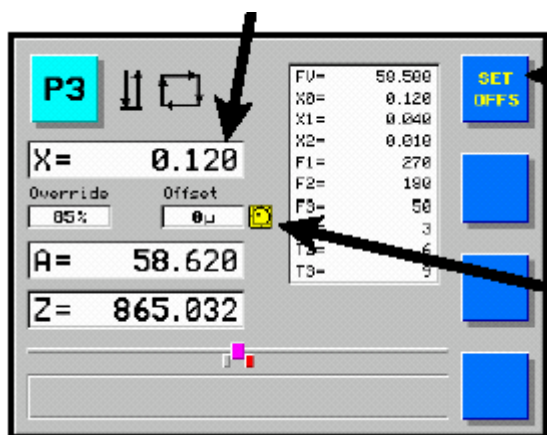 P3
X= 0.120
Override Offset
85% 0µ
A= 58.620
Z= 865.032
FV= 50.500
X0= 0.120
X1= 0.040
X2= 0.010
F1= 270
F2= 190
F3= 50
3
6
T3= 9
SET
OFFS